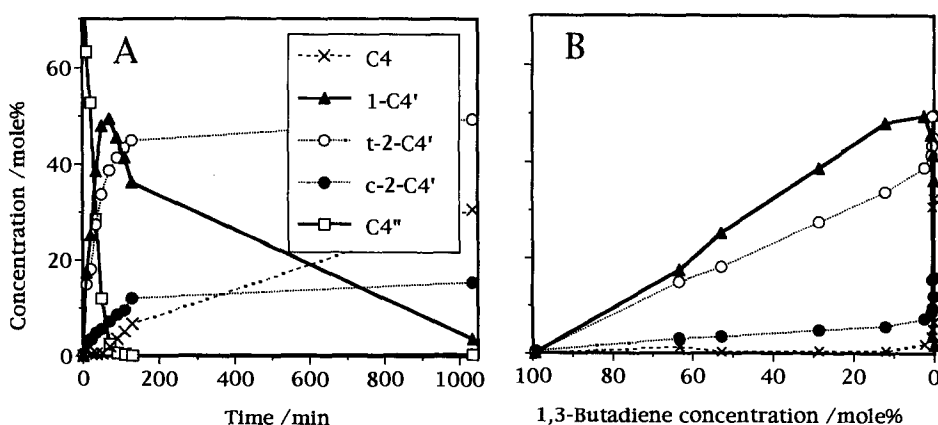 A
B
60
40
20
0
C4
1-C4'
t-2-C4'
c-2-C4'
C4"
Concentration /mole%
0 200 400 600 800 1000
100 80 60 40 20 0
Time /min
1,3-Butadiene concentration /mole%